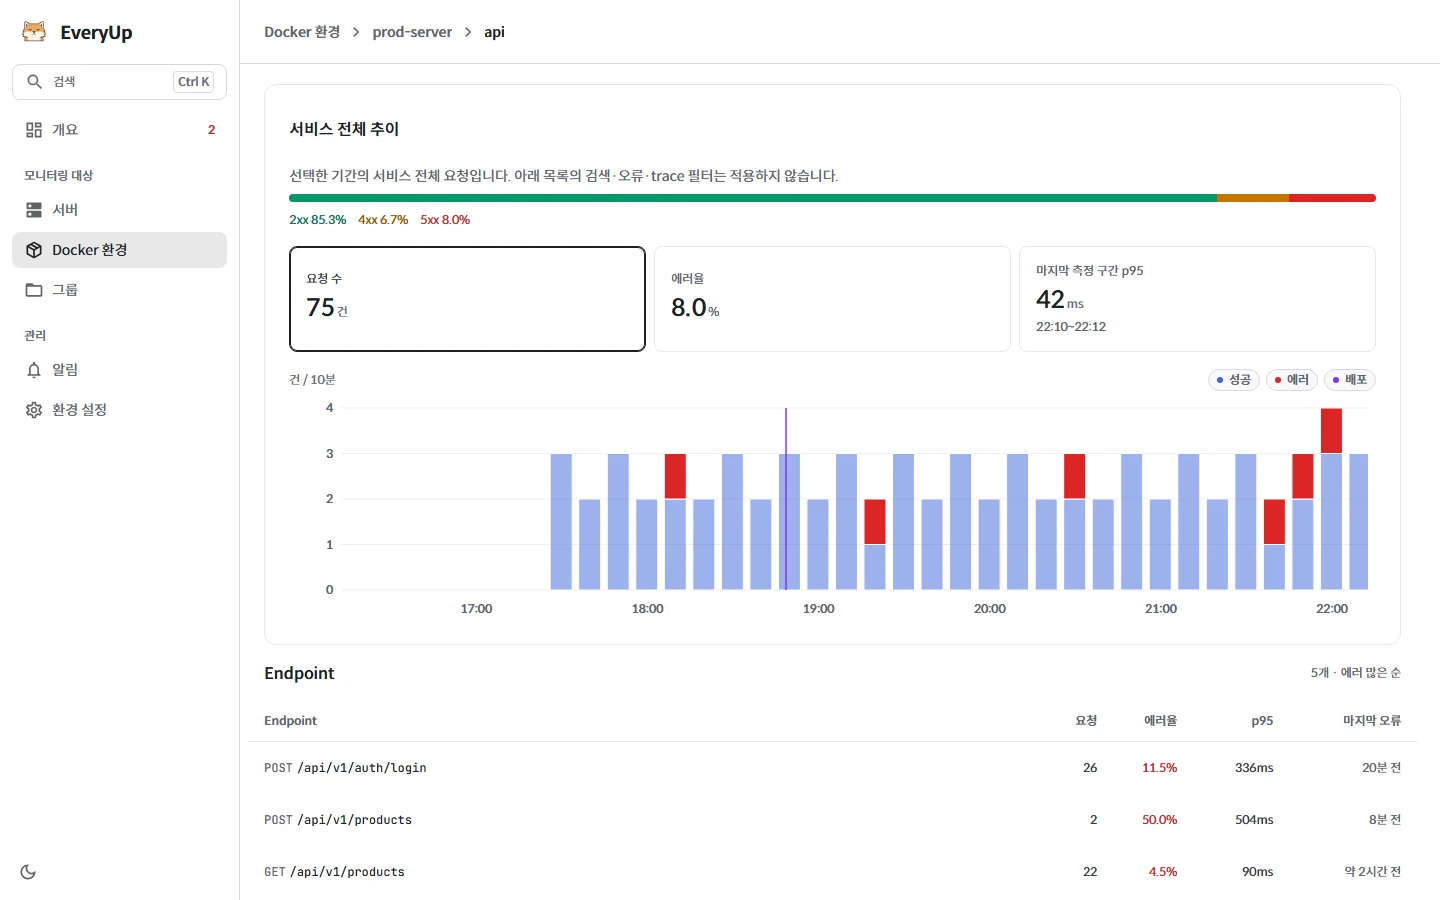 EveryUp
검색 Ctrl K
개요 2
모니터링 대상
서버
Docker 환경
그룹
관리
알림
환경 설정
Docker 환경 > prod-server > api
서비스 전체 추이
선택한 기간의 서비스 전체 요청입니다. 아래 목록의 검색·오류·trace 필터는 적용하지 않습니다.
2xx 85.3% 4xx 6.7% 5xx 8.0%
요청 수
75건
에러율
8.0%
마지막 측정 구간 p95
42ms
22:10~22:12
건 / 10분
성공 에러 배포
4
3
2
1
0
17:00 18:00 19:00 20:00 21:00 22:00
Endpoint
5개 · 에러 많은 순
Endpoint 요청 에러율 p95 마지막 오류
POST /api/v1/auth/login 26 11.5% 336ms 20분 전
POST /api/v1/products 2 50.0% 504ms 8분 전
GET /api/v1/products 22 4.5% 90ms 약 2시간 전